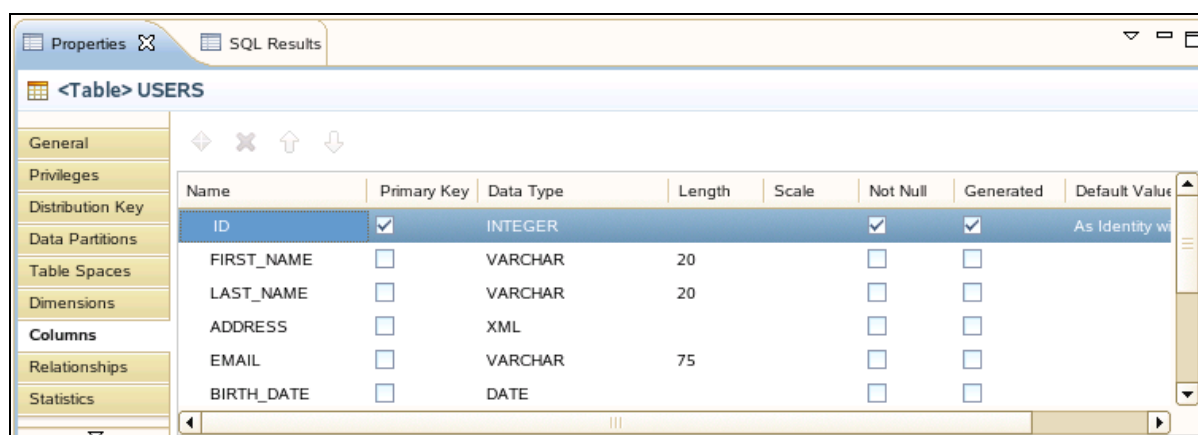 Properties SQL Results
<Table> USERS
General
Privileges
Distribution Key
Data Partitions
Table Spaces
Dimensions
Columns
Relationships
Statistics
Name Primary Key Data Type Length Scale Not Null Generated Default Value
ID INTEGER As Identity wi
FIRST_NAME VARCHAR 20
LAST_NAME VARCHAR 20
ADDRESS XML
EMAIL VARCHAR 75
BIRTH_DATE DATE